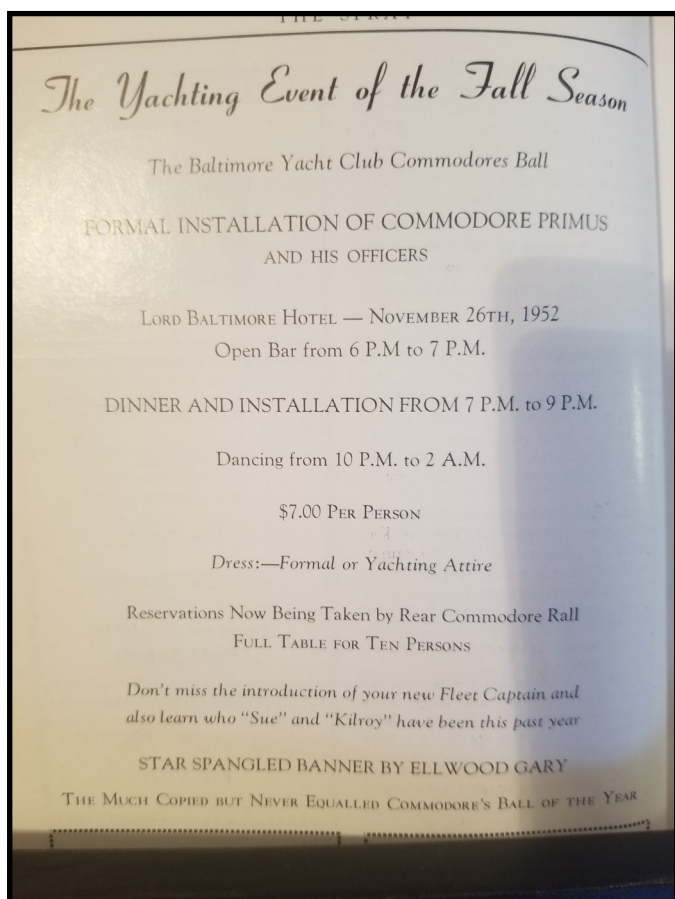 THE SPRAY
The Yachting Event of the Fall Season
The Baltimore Yacht Club Commodores Ball
FORMAL INSTALLATION OF COMMODORE PRIMUS
AND HIS OFFICERS
LORD BALTIMORE HOTEL — NOVEMBER 26TH, 1952
Open Bar from 6 P.M to 7 P.M.
DINNER AND INSTALLATION FROM 7 P.M. to 9 P.M.
Dancing from 10 P.M. to 2 A.M.
$7.00 PER PERSON
Dress:—Formal or Yachting Attire
Reservations Now Being Taken by Rear Commodore Rall
FULL TABLE FOR TEN PERSONS
Don't miss the introduction of your new Fleet Captain and
also learn who "Sue" and "Kilroy" have been this past year
STAR SPANGLED BANNER BY ELLWOOD GARY
THE MUCH COPIED BUT NEVER EQUALLED COMMODORE'S BALL OF THE YEAR